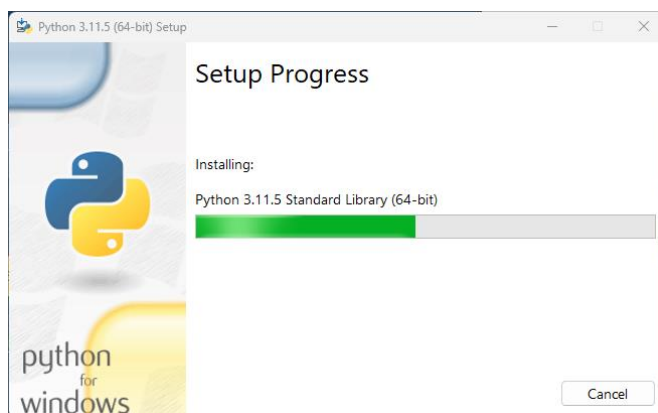 Python 3.11.5 (64-bit) Setup
Setup Progress
Installing:
Python 3.11.5 Standard Library (64-bit)
python
for
windows
Cancel